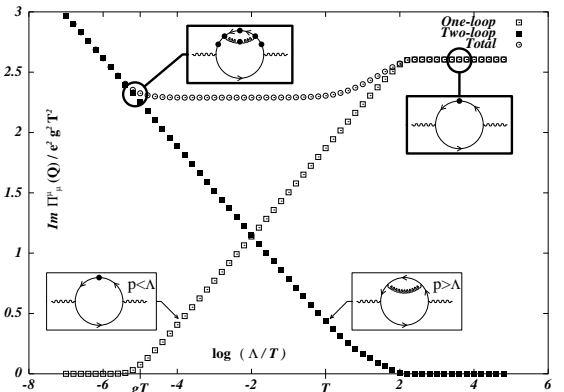 3
One-loop
Two-loop
Total
2.5
2
Im Π^μ_μ (Q) / e² g² T²
1.5
1
p<Λ
p>Λ
0.5
log ( Λ/T )
0
-8 -6 -4 -2 0 2 4 6
gT T